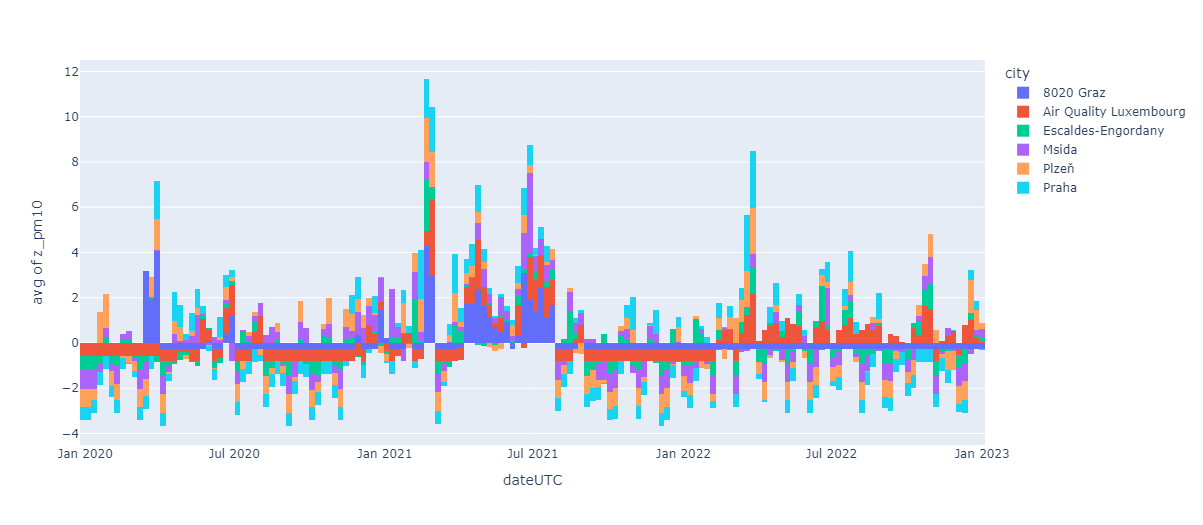 city
8020 Graz
Air Quality Luxembourg
Escaldes-Engordany
Msida
Plzeň
Praha
avg of z_pm10
12
10
8
6
4
2
0
−2
−4
Jan 2020
Jul 2020
Jan 2021
Jul 2021
Jan 2022
Jul 2022
Jan 2023
dateUTC